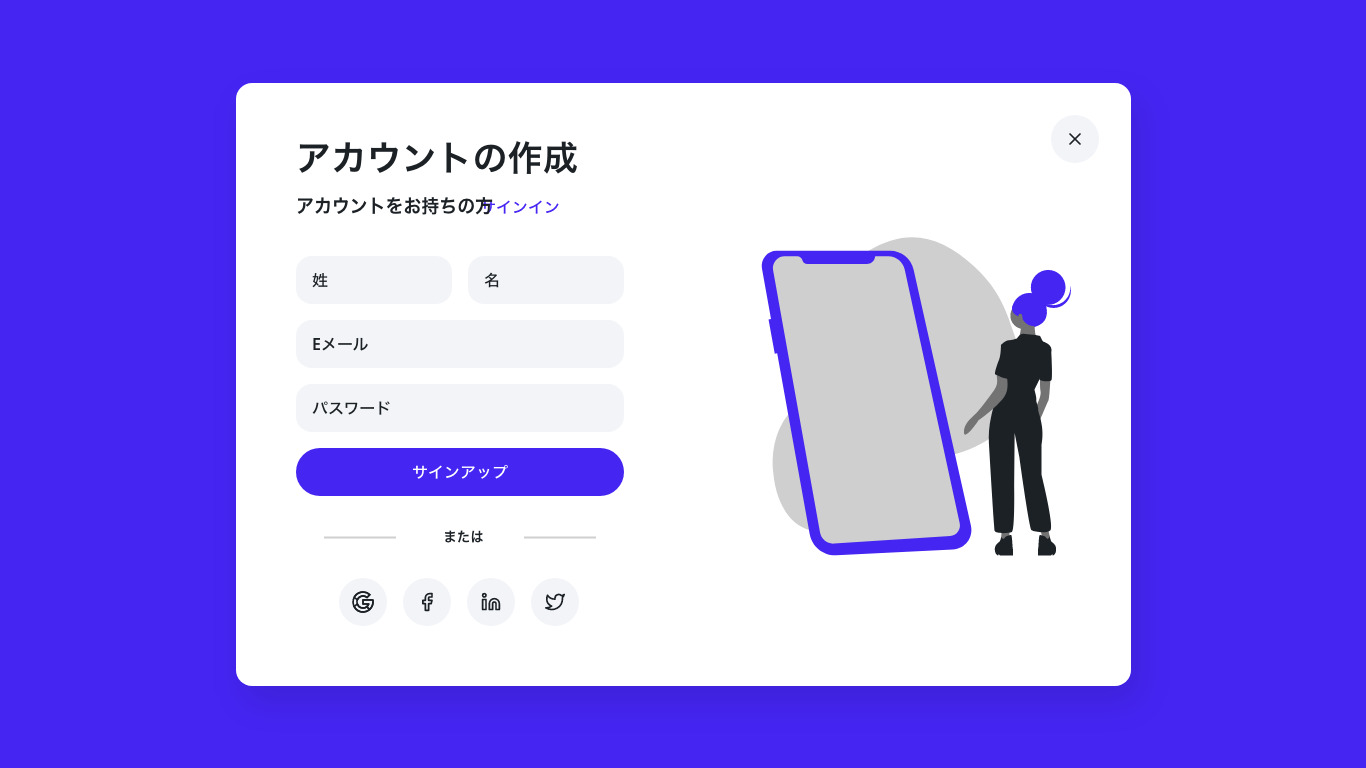 アカウントの作成
アカウントをお持ちの方 サインイン
姓 名
Eメール
パスワード
サインアップ
または